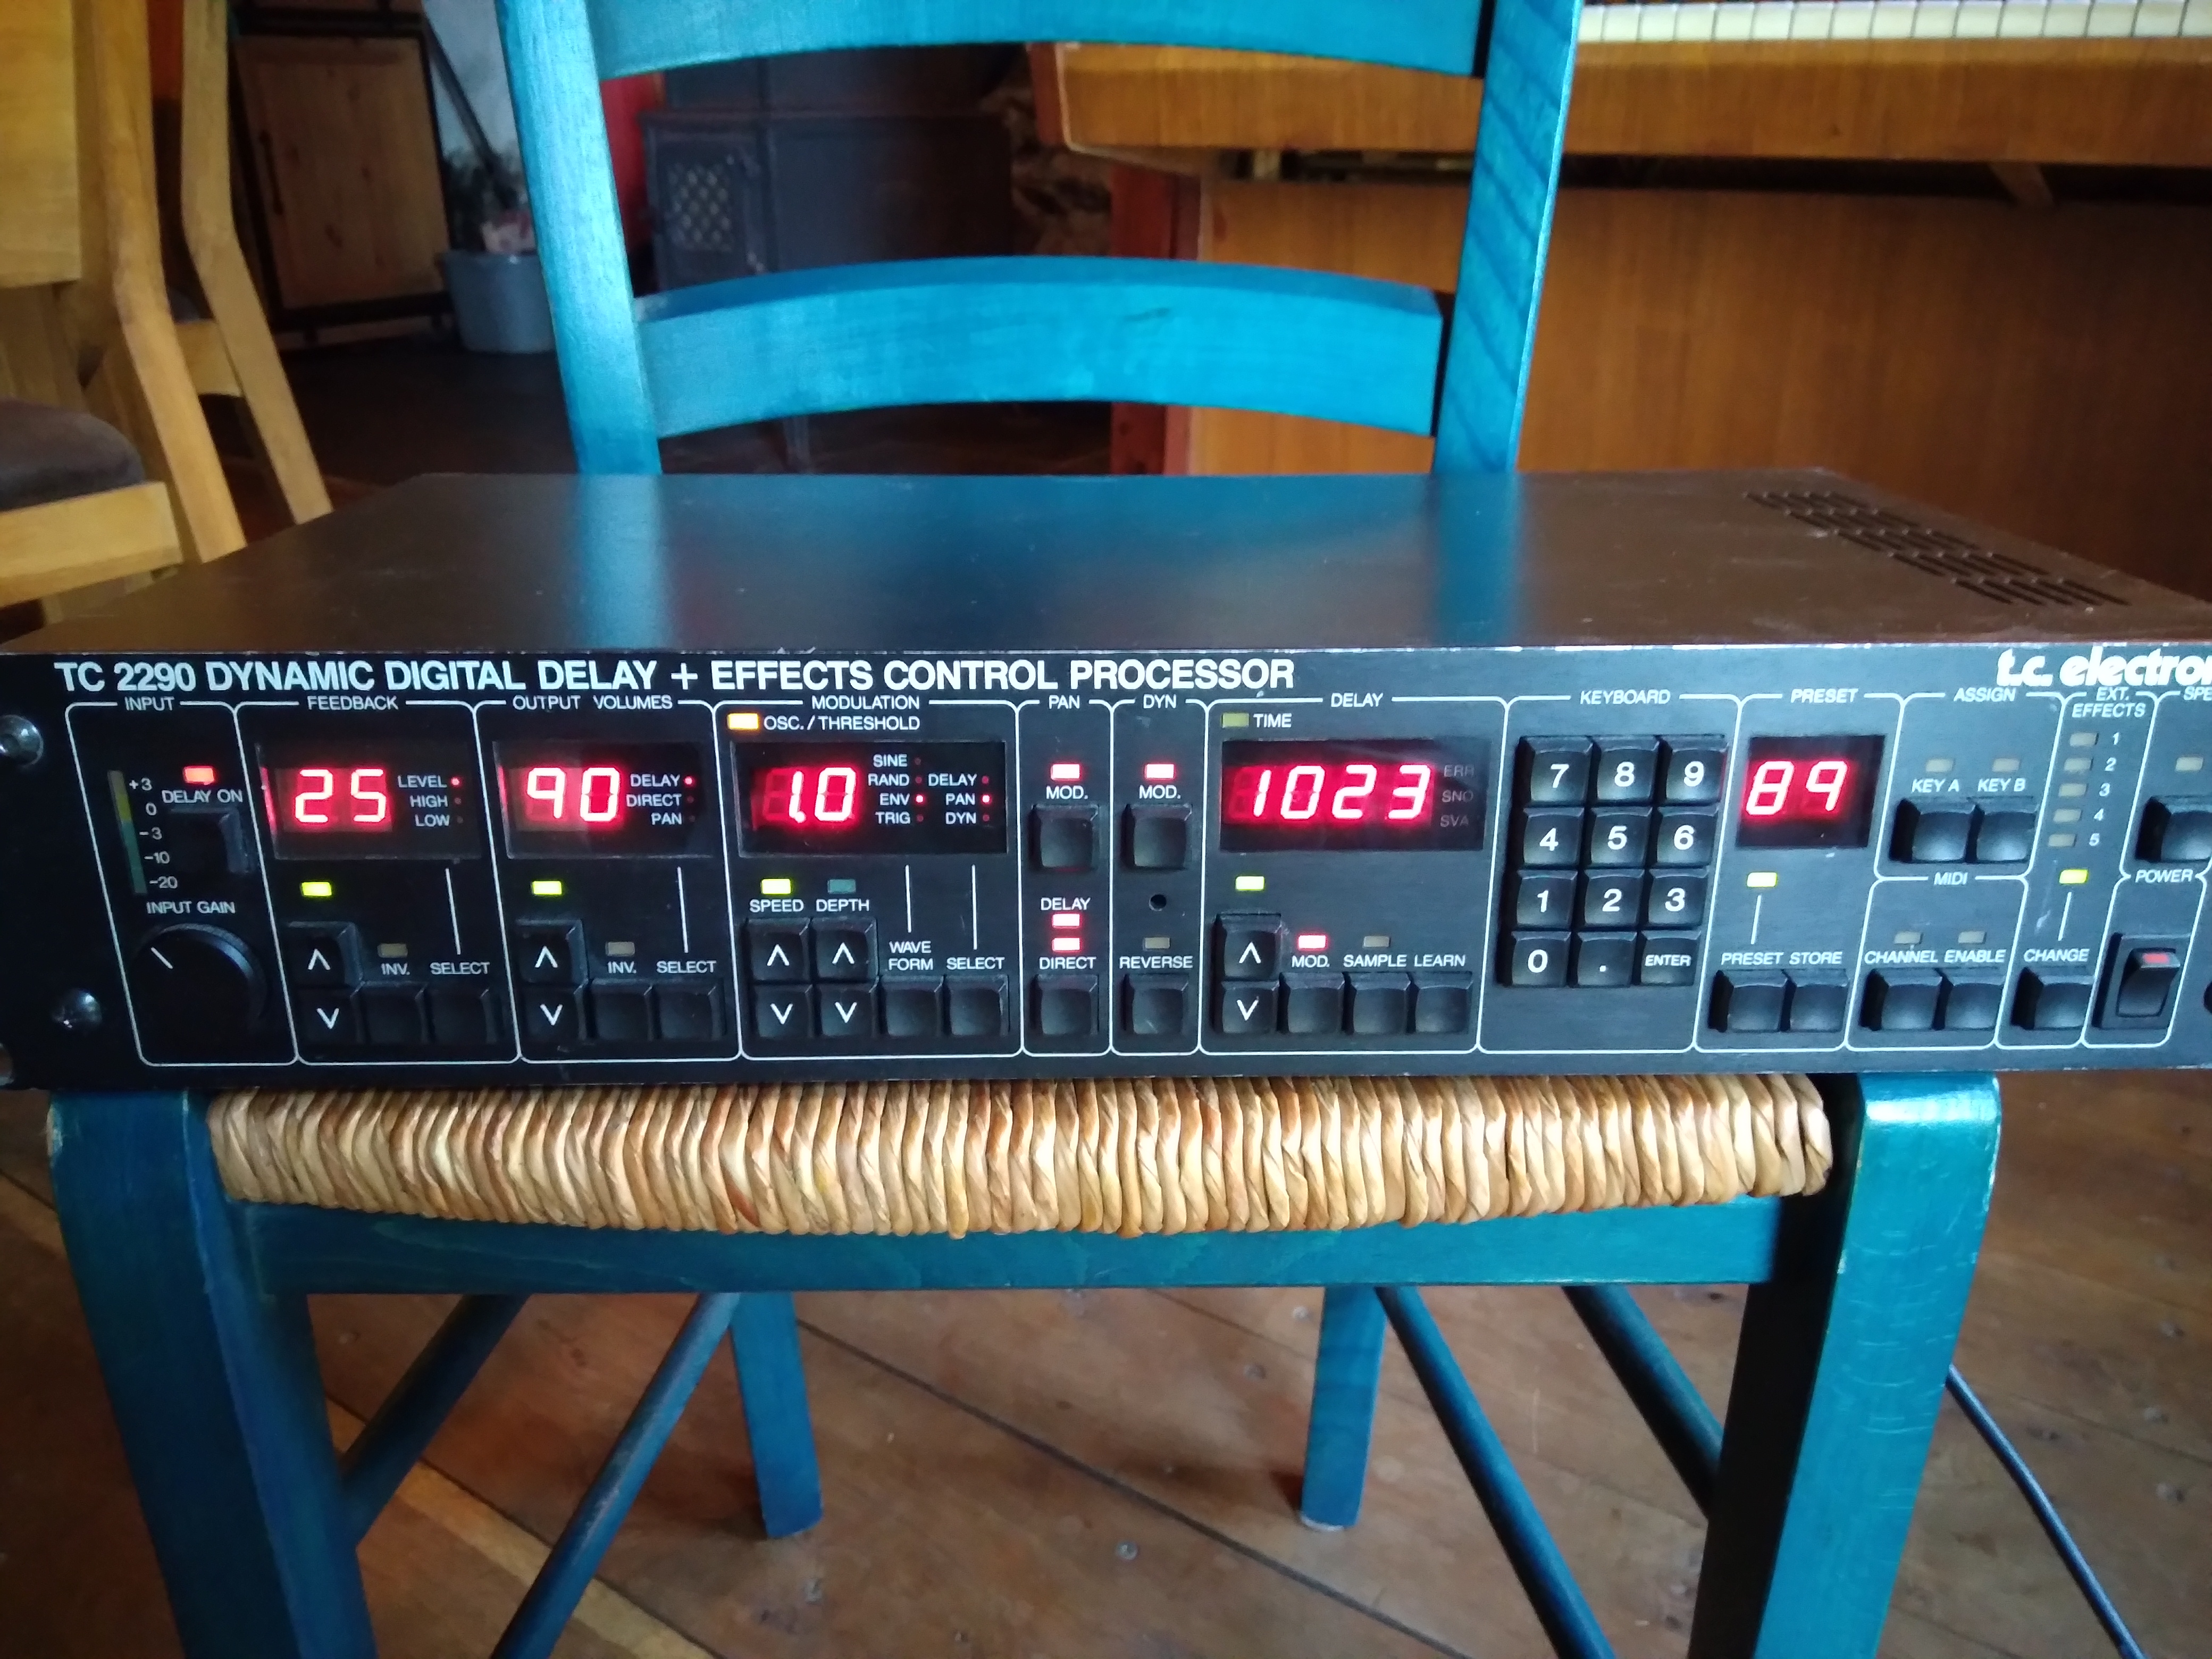 TC 2290 DYNAMIC DIGITAL DELAY + EFFECTS CONTROL PROCESSOR
t.c. electron
INPUT
+3
0
-3
-10
-20
DELAY ON
INPUT GAIN
FEEDBACK
25
LEVEL
HIGH
LOW
INV.
SELECT
OUTPUT VOLUMES
90
DELAY
DIRECT
PAN
INV.
SELECT
MODULATION
OSC. / THRESHOLD
1.0
SINE
RAND DELAY
ENV PAN
TRIG DYN
SPEED DEPTH
WAVE
FORM
SELECT
PAN
MOD.
DELAY
DIRECT
DYN
MOD.
REVERSE
DELAY
TIME
1023
ERR
SNO
SVA
MOD. SAMPLE LEARN
KEYBOARD
7 8 9
4 5 6
1 2 3
0 . ENTER
PRESET
89
PRESET STORE
ASSIGN
KEY A KEY B
MIDI
CHANNEL ENABLE
EXT.
EFFECTS
1
2
3
4
5
CHANGE
SPE
POWER